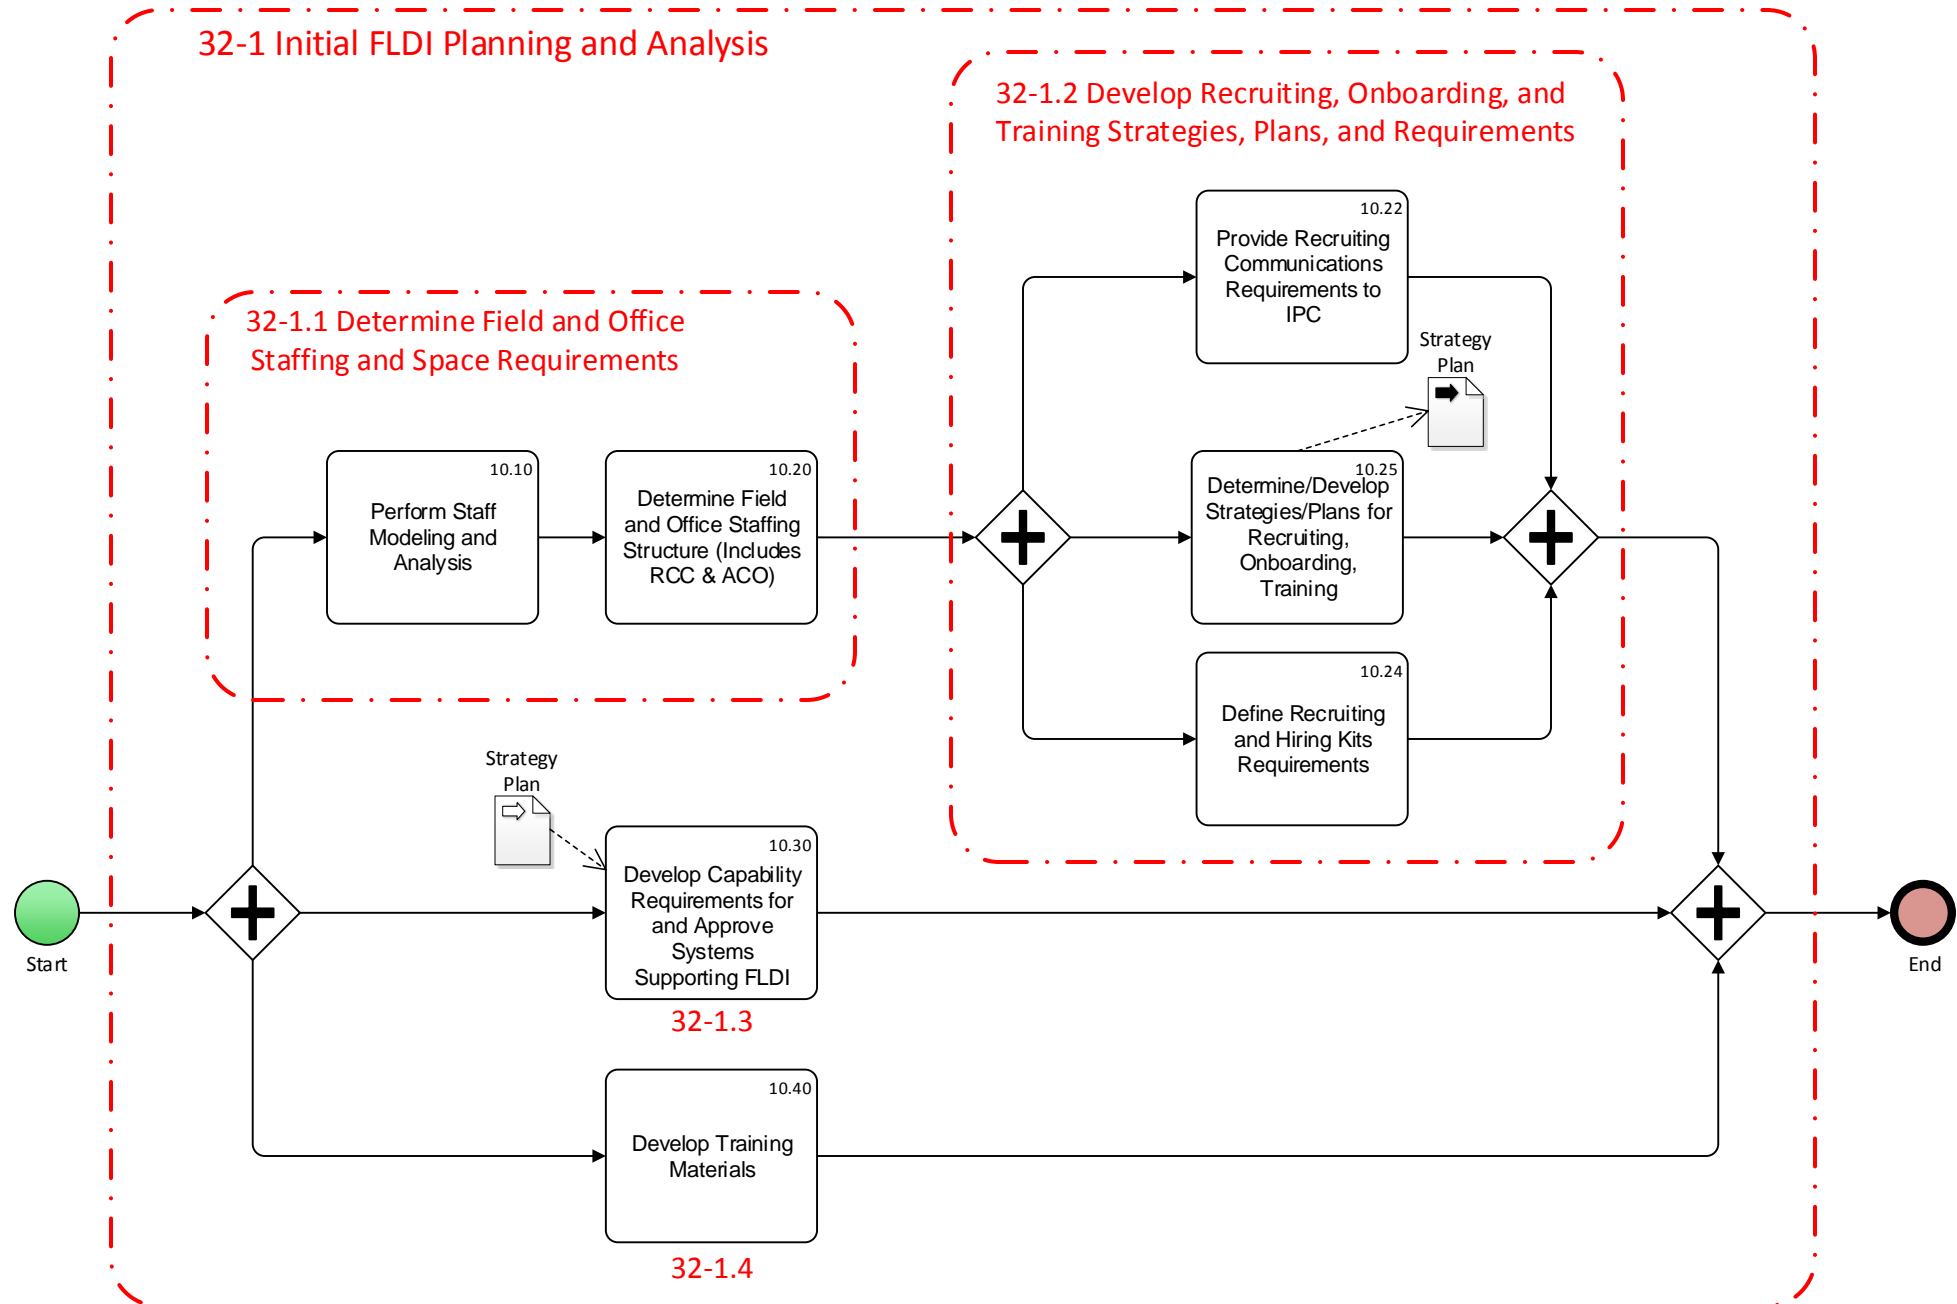 32-1 Initial FLDI Planning and Analysis
32-1.2 Develop Recruiting, Onboarding, and
Training Strategies, Plans, and Requirements
10.22
Provide Recruiting
Communications
Requirements to
IPC
32-1.1 Determine Field and Office
Staffing and Space Requirements
Strategy
Plan
10.10
Perform Staff
Modeling and
Analysis
10.20
Determine Field
and Office Staffing
Structure (Includes
RCC & ACO)
10.25
Determine/Develop
Strategies/Plans for
Recruiting,
Onboarding,
Training
10.24
Define Recruiting
and Hiring Kits
Requirements
Strategy
Plan
10.30
Develop Capability
Requirements for
and Approve
Systems
Supporting FLDI
32-1.3
Start
End
10.40
Develop Training
Materials
32-1.4